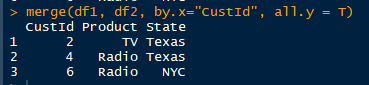 > merge(df1, df2, by.x="CustId", all.y = T)
CustId Product State
1 2 TV Texas
2 4 Radio Texas
3 6 Radio NYC